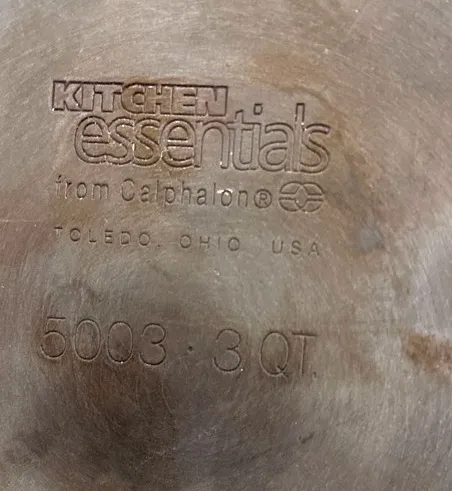 KITCHEN
essentials
from Calphalon®
TOLEDO, OHIO USA
5003 · 3 QT.